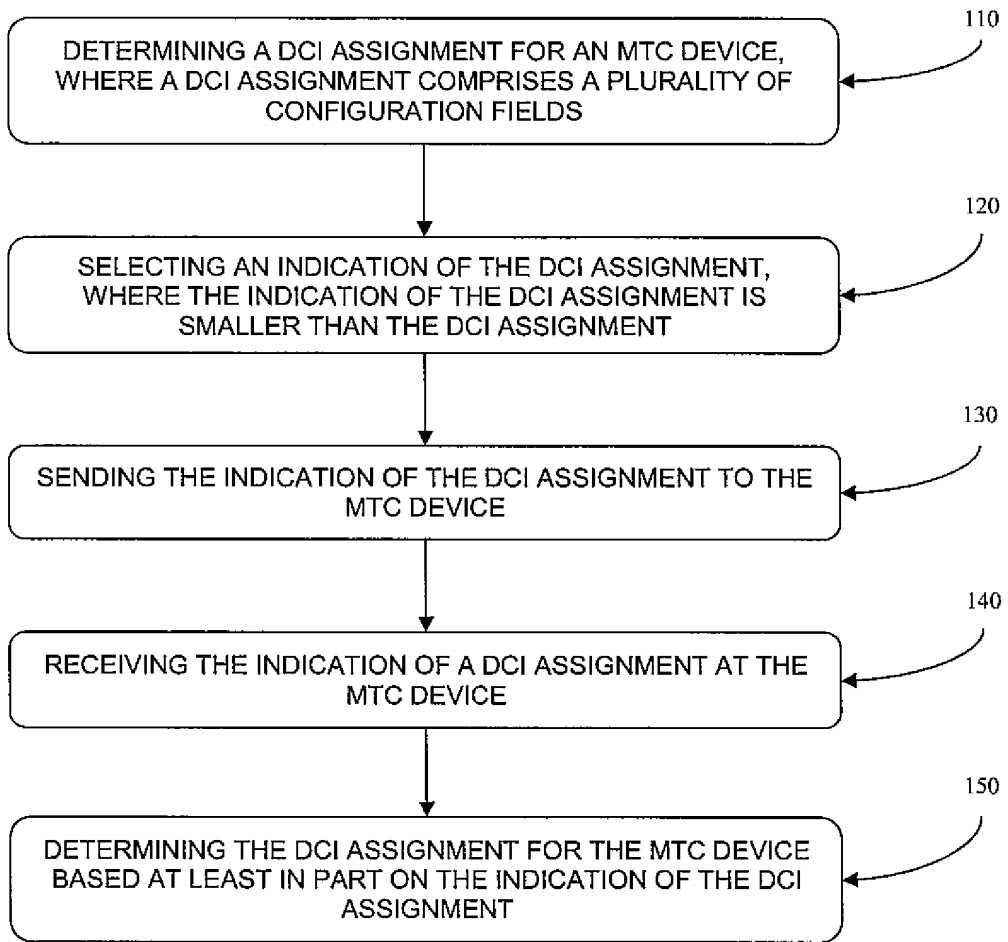 110
DETERMINING A DCI ASSIGNMENT FOR AN MTC DEVICE,
WHERE A DCI ASSIGNMENT COMPRISES A PLURALITY OF
CONFIGURATION FIELDS
120
SELECTING AN INDICATION OF THE DCI ASSIGNMENT,
WHERE THE INDICATION OF THE DCI ASSIGNMENT IS
SMALLER THAN THE DCI ASSIGNMENT
130
SENDING THE INDICATION OF THE DCI ASSIGNMENT TO THE
MTC DEVICE
140
RECEIVING THE INDICATION OF A DCI ASSIGNMENT AT THE
MTC DEVICE
150
DETERMINING THE DCI ASSIGNMENT FOR THE MTC DEVICE
BASED AT LEAST IN PART ON THE INDICATION OF THE DCI
ASSIGNMENT